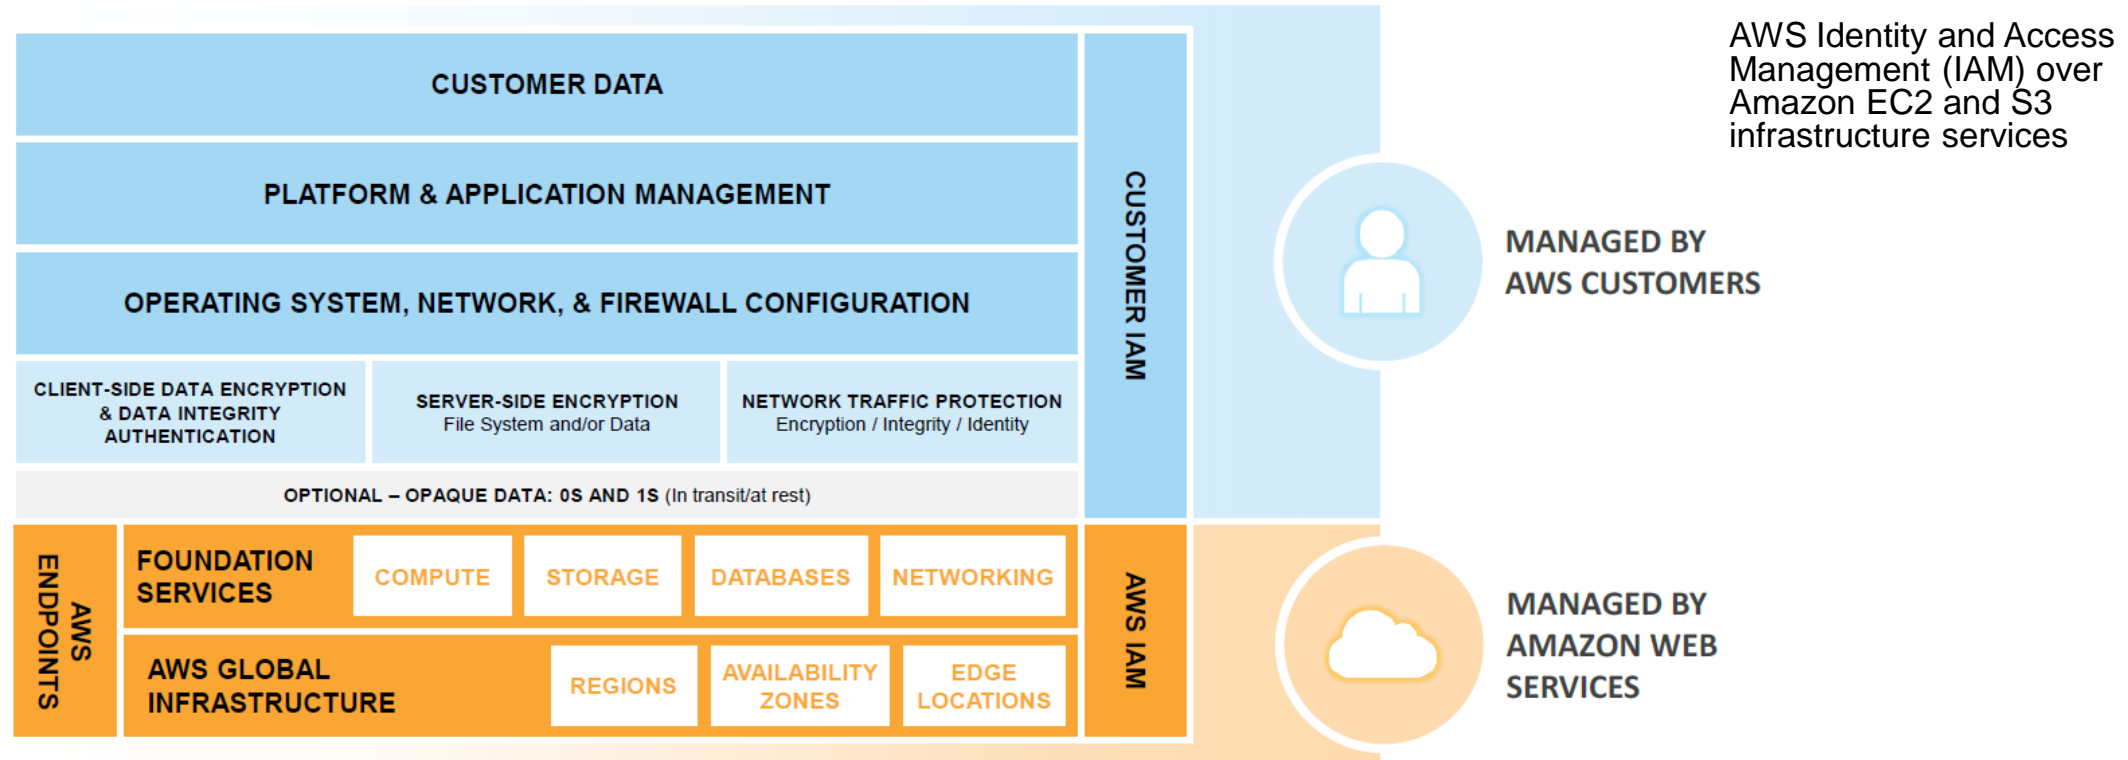 AWS Identity and Access
Management (IAM) over
Amazon EC2 and S3
infrastructure services
CUSTOMER DATA
PLATFORM & APPLICATION MANAGEMENT
OPERATING SYSTEM, NETWORK, & FIREWALL CONFIGURATION
CUSTOMER IAM
MANAGED BY
AWS CUSTOMERS
CLIENT-SIDE DATA ENCRYPTION
& DATA INTEGRITY
AUTHENTICATION
SERVER-SIDE ENCRYPTION
File System and/or Data
NETWORK TRAFFIC PROTECTION
Encryption / Integrity / Identity
OPTIONAL – OPAQUE DATA: 0S AND 1S (In transit/at rest)
AWS
ENDPOINTS
FOUNDATION
SERVICES
COMPUTE
STORAGE
DATABASES
NETWORKING
AWS GLOBAL
INFRASTRUCTURE
REGIONS
AVAILABILITY
ZONES
EDGE
LOCATIONS
AWS IAM
MANAGED BY
AMAZON WEB
SERVICES